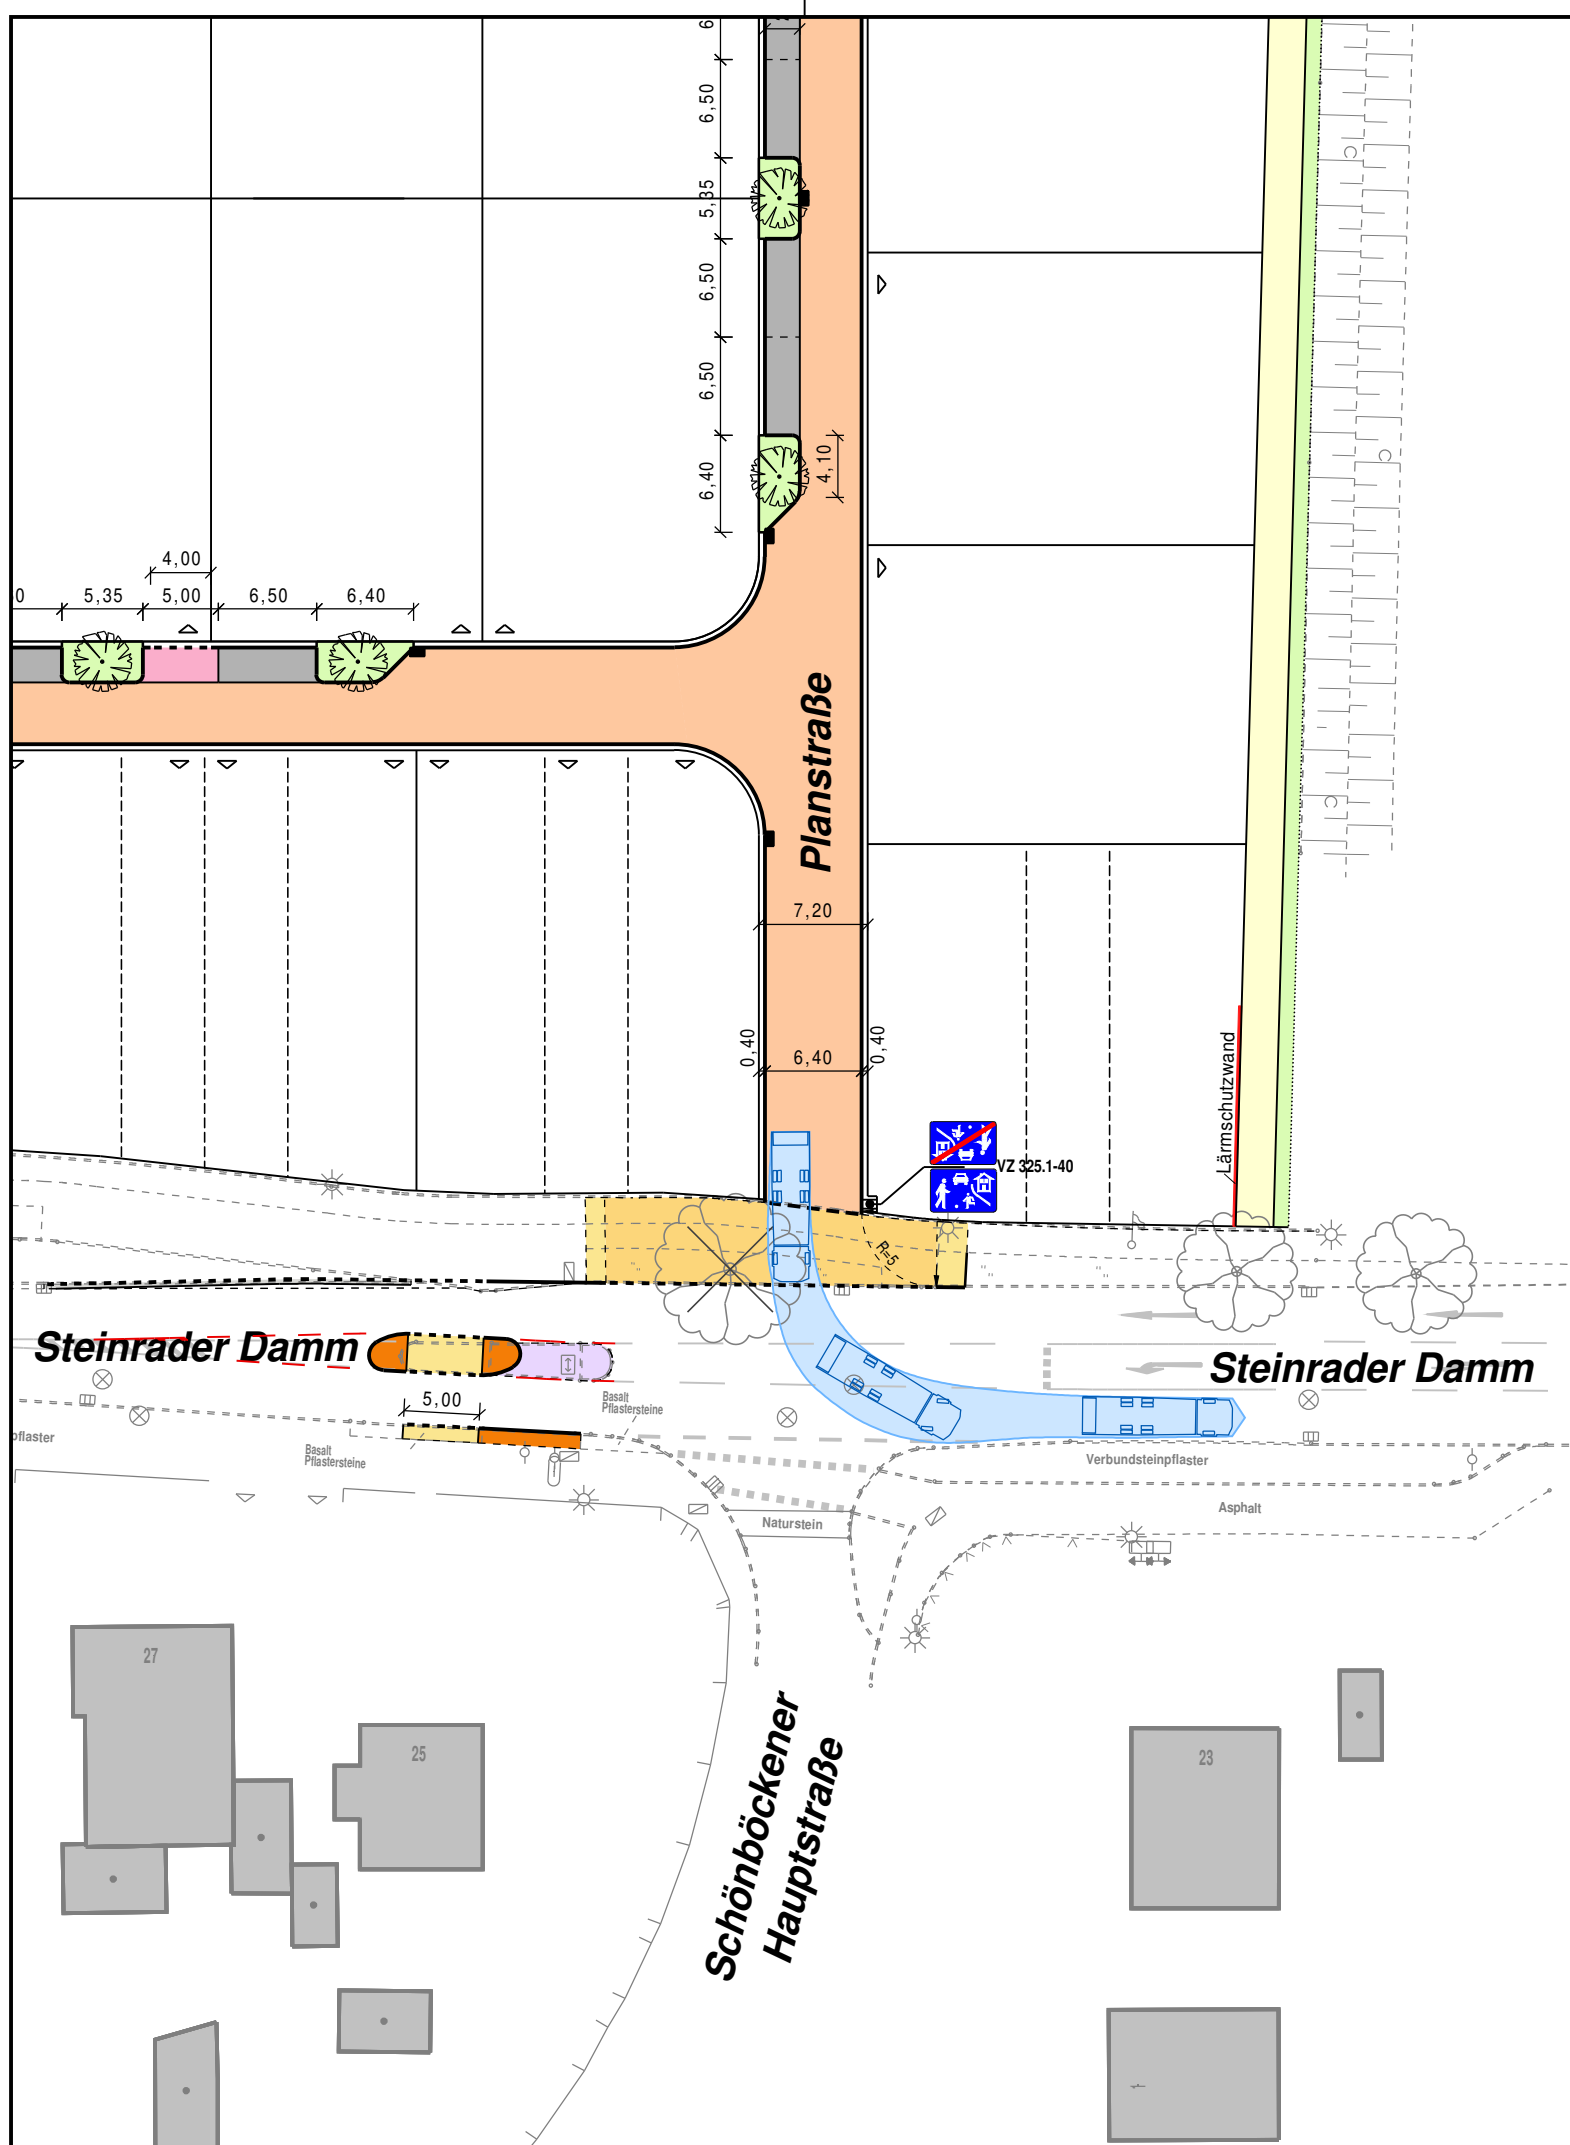 6
6,50
5,35
6,50
6,50
6,40
4,10
4,00
0
5,35
5,00
6,50
6,40
Planstraße
7,20
0,40
6,40
0,40
Lärmschutzwand
VZ 325.1-40
R=5
Steinrader Damm
Steinrader Damm
5,00
Basalt
Pflastersteine
Basalt
Pflastersteine
pflaster
Verbundsteinpflaster
Asphalt
Naturstein
Schönböckener
Hauptstraße
27
25
23